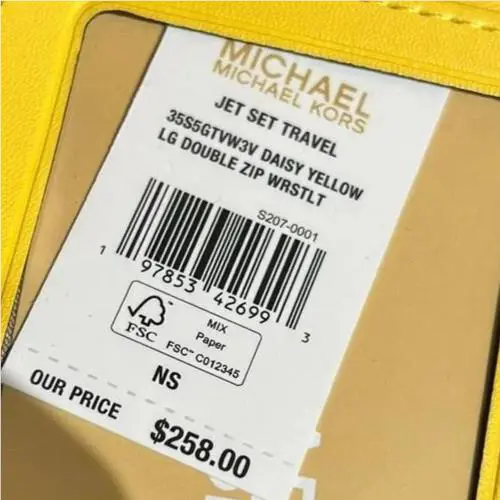 MICHAEL
MICHAEL KORS
JET SET TRAVEL
35S5GTVW3V DAISY YELLOW
LG DOUBLE ZIP WRSTLT
S207-0001
1 97853 42699 3
FSC
MIX
Paper
FSC™ C012345
NS
OUR PRICE
$258.00